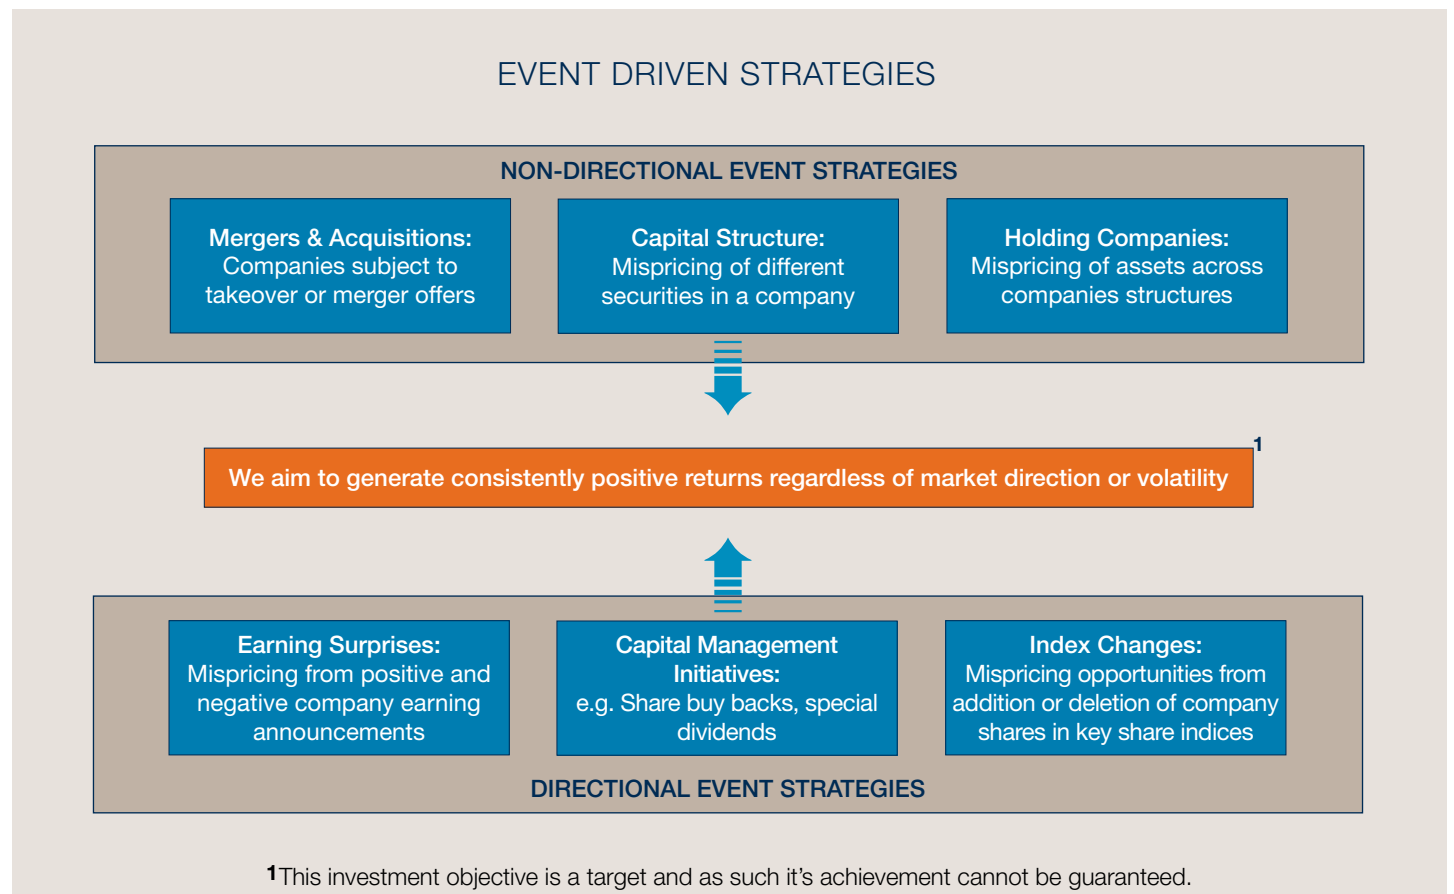 EVENT DRIVEN STRATEGIES
NON-DIRECTIONAL EVENT STRATEGIES
Mergers & Acquisitions:
Companies subject to
takeover or merger offers
Capital Structure:
Mispricing of different
securities in a company
Holding Companies:
Mispricing of assets across
companies structures
We aim to generate consistently positive returns regardless of market direction or volatility 1
Earning Surprises:
Mispricing from positive and
negative company earning
announcements
Capital Management
Initiatives:
e.g. Share buy backs, special
dividends
Index Changes:
Mispricing opportunities from
addition or deletion of company
shares in key share indices
DIRECTIONAL EVENT STRATEGIES
1 This investment objective is a target and as such it’s achievement cannot be guaranteed.